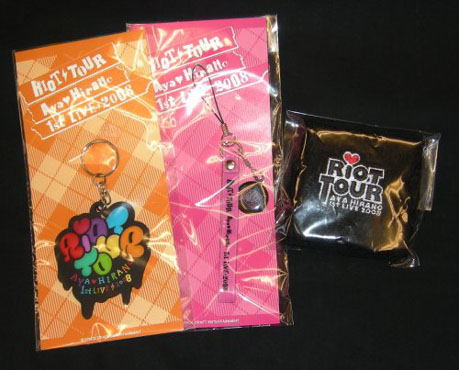 RiOT TOUR
Aya♥Hirano
1st LIVE 2008
RiOT TOUR
AYA♥HIRANO
1st LIVE 2008
RiOT TOUR
Aya♥Hirano
1st LIVE 2008
RiOT
TOUR
AYA HIRANO
1ST LIVE 2008